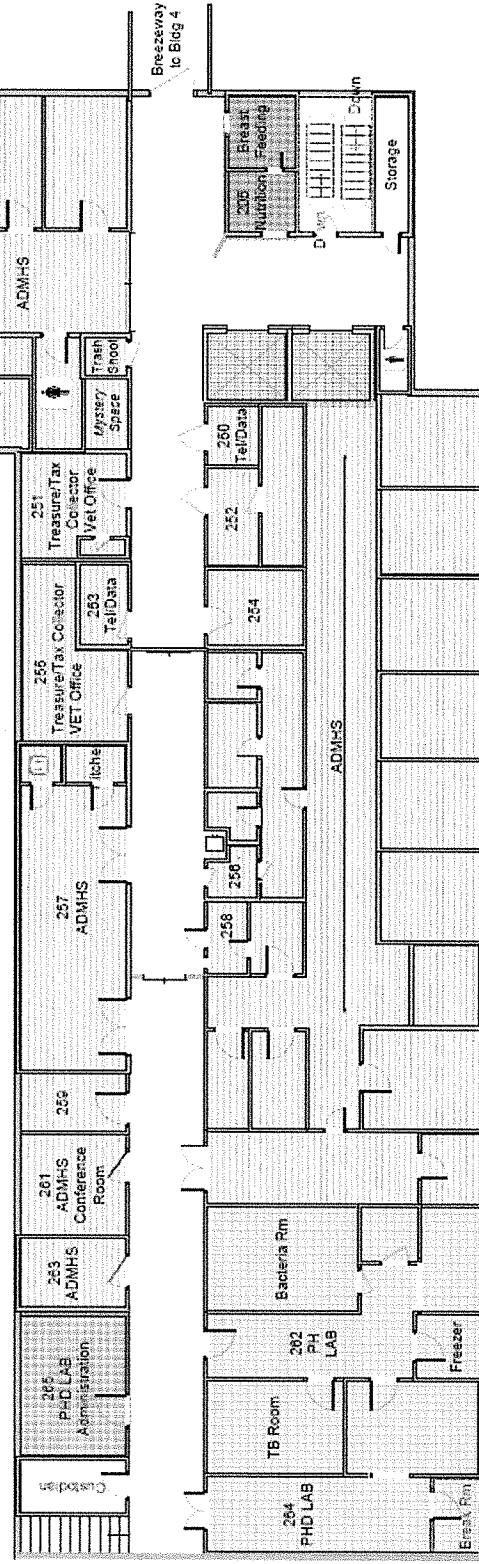 Breezeway
to Bldg 4
ADMHS
Breast
Feeding
205
Nutrition
Down
Storage
Trash
Shoot
Mystery
Space
251
Treasure/Tax
Collector
Vet Office
250
Tel/Data
252
253
Tel/Data
254
255
Treasure/Tax Collector
VET Office
ADMHS
257
ADMHS
256
258
259
261
ADMHS
Conference
Room
263
ADMHS
Bacteria Rm
262
PH
LAB
Freezer
265
PHD LAB
Administration
TB Room
Custodian
264
PHD LAB
Break Rm